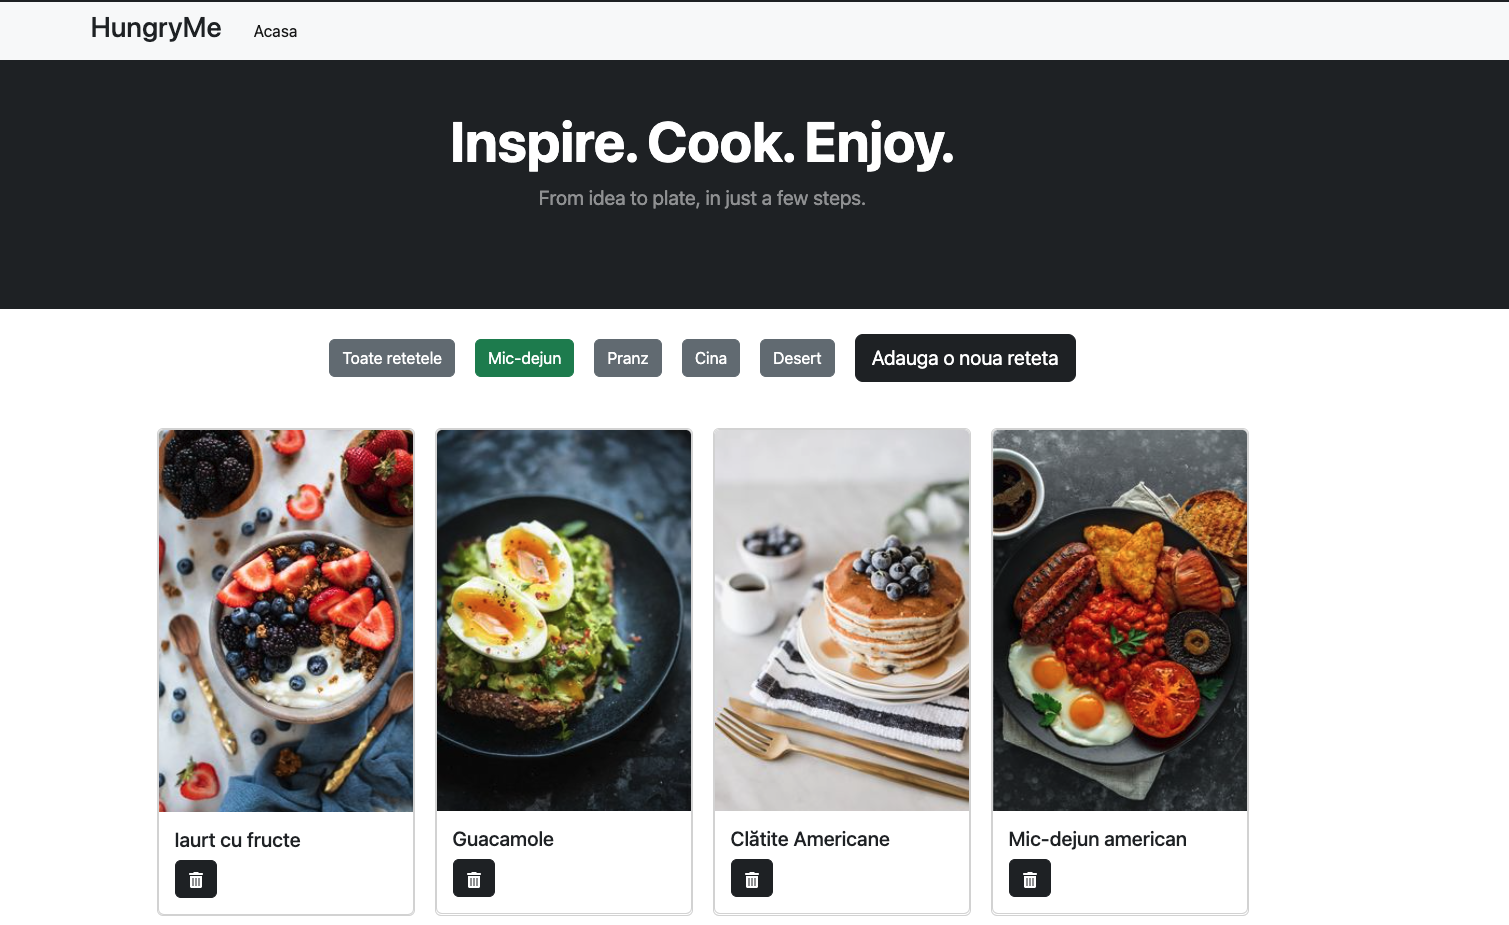 HungryMe Acasa
Inspire. Cook. Enjoy.
From idea to plate, in just a few steps.
Toate retetele Mic-dejun Pranz Cina Desert Adauga o noua reteta
Iaurt cu fructe
Guacamole
Clătite Americane
Mic-dejun american